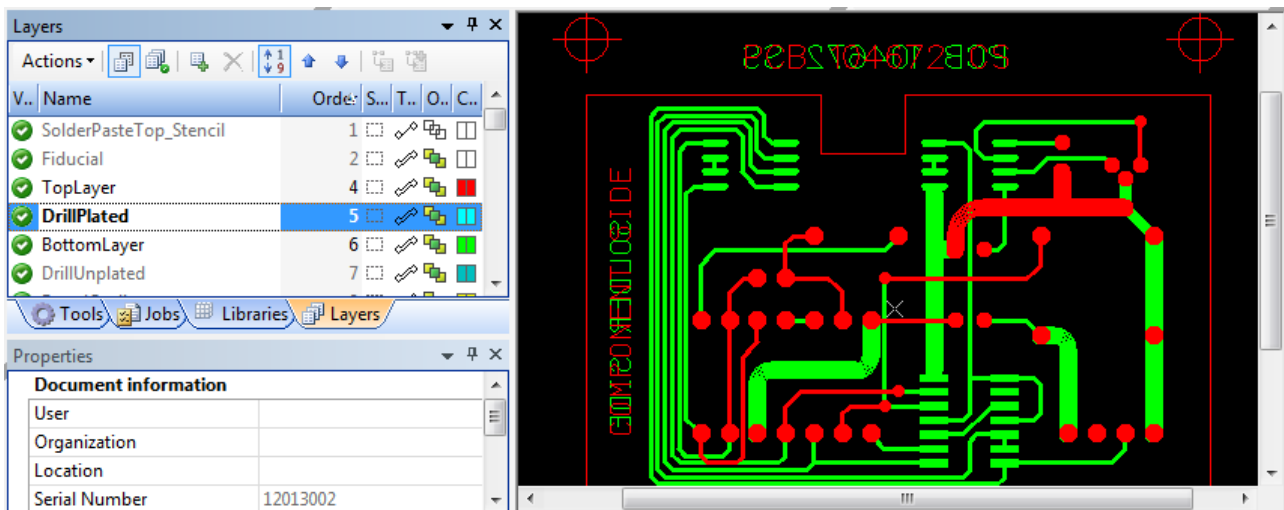 Layers
Actions
V.. Name Order S... T.. O.. C..
SolderPasteTop_Stencil 1
Fiducial 2
TopLayer 4
DrillPlated 5
BottomLayer 6
DrillUnplated 7
Tools Jobs Libraries Layers
Properties
Document information
User
Organization
Location
Serial Number 12013002